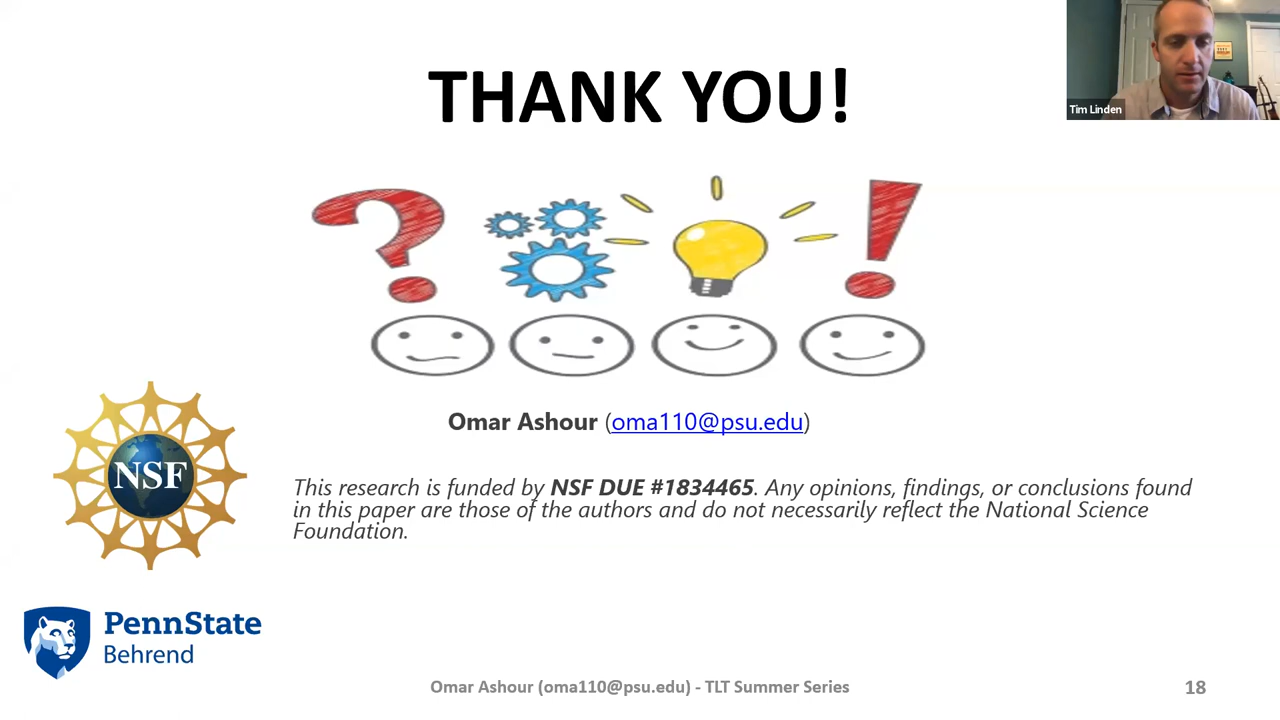 THANK YOU!
Tim Linden
Omar Ashour (oma110@psu.edu)
NSF
This research is funded by NSF DUE #1834465. Any opinions, findings, or conclusions found
in this paper are those of the authors and do not necessarily reflect the National Science
Foundation.
PennState
Behrend
Omar Ashour (oma110@psu.edu) - TLT Summer Series
18